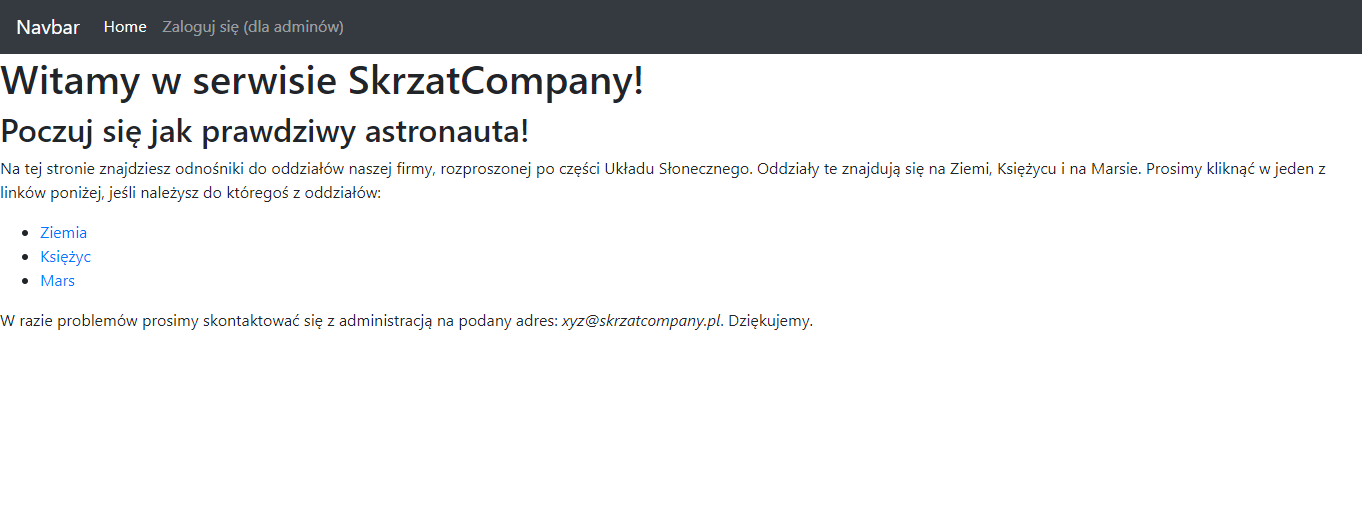 Navbar Home Zaloguj się (dla adminów)
Witamy w serwisie SkrzatCompany!
Poczuj się jak prawdziwy astronauta!
Na tej stronie znajdziesz odnośniki do oddziałów naszej firmy, rozproszonej po części Układu Słonecznego. Oddziały te znajdują się na Ziemi, Księżycu i na Marsie. Prosimy kliknąć w jeden z
linków poniżej, jeśli należysz do któregoś z oddziałów:
Ziemia
Księżyc
Mars
W razie problemów prosimy skontaktować się z administracją na podany adres: xyz@skrzatcompany.pl. Dziękujemy.